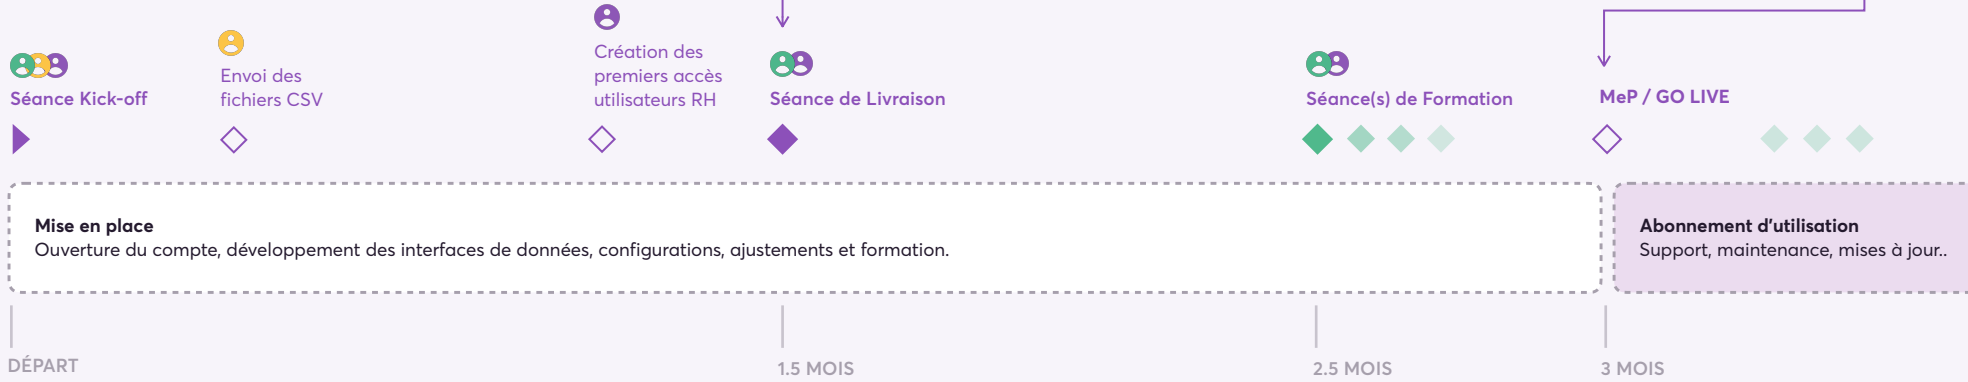 Séance Kick-off
Envoi des
fichiers CSV
Création des
premiers accès
utilisateurs RH
Séance de Livraison
Séance(s) de Formation
MeP / GO LIVE
Mise en place
Ouverture du compte, développement des interfaces de données, configurations, ajustements et formation.
Abonnement d'utilisation
Support, maintenance, mises à jour..
DÉPART
1.5 MOIS
2.5 MOIS
3 MOIS